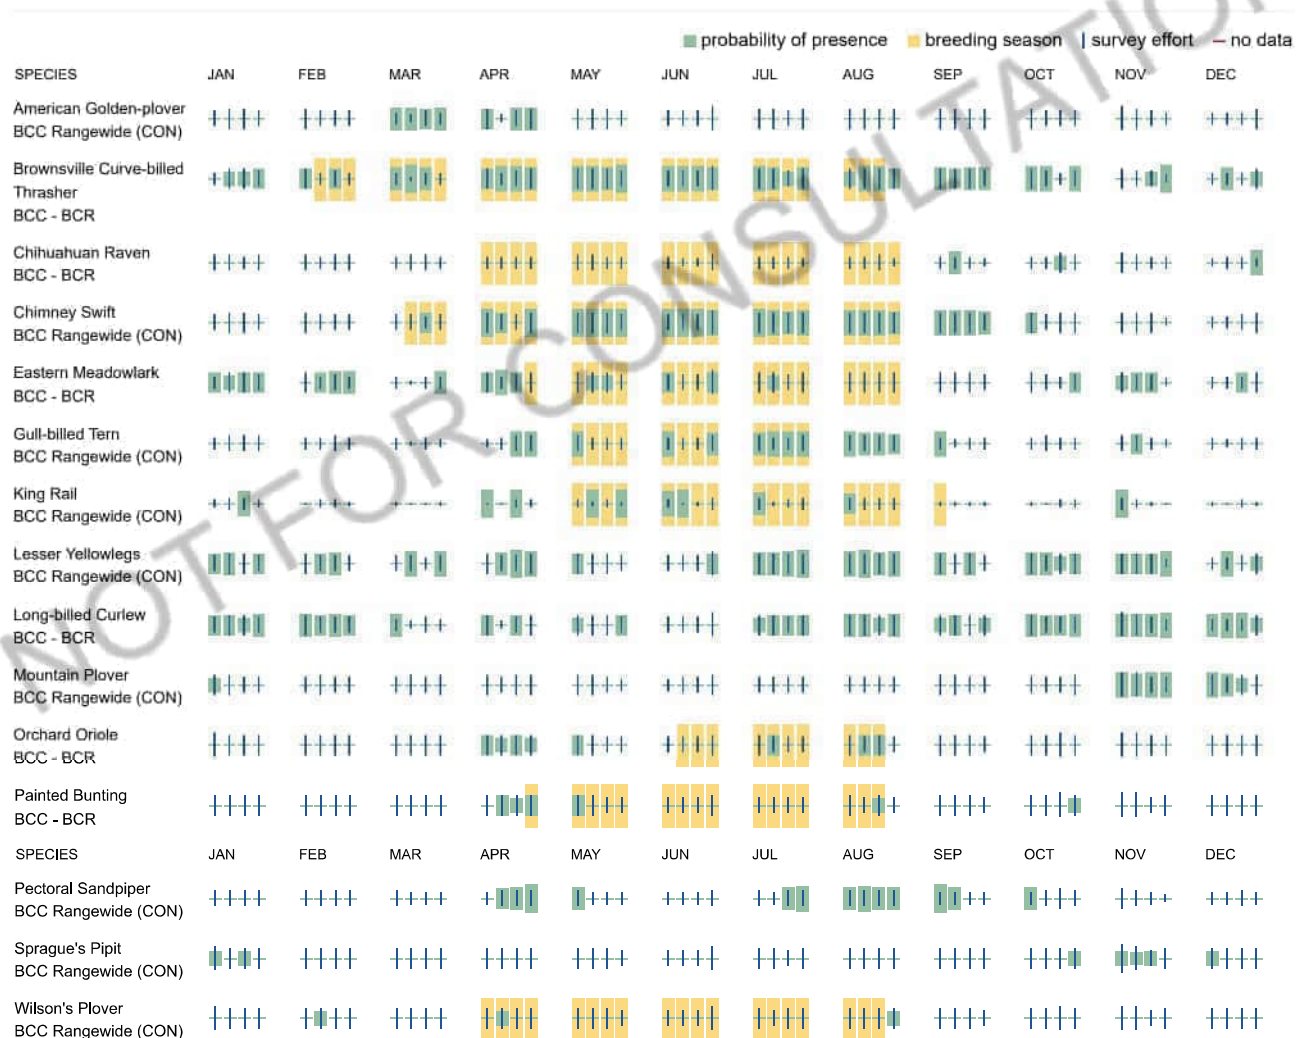 probability of presence breeding season survey effort no data
SPECIES JAN FEB MAR APR MAY JUN JUL AUG SEP OCT NOV DEC
American Golden-plover
BCC Rangewide (CON)
Brownsville Curve-billed
Thrasher
BCC - BCR
Chihuahuan Raven
BCC - BCR
Chimney Swift
BCC Rangewide (CON)
Eastern Meadowlark
BCC - BCR
Gull-billed Tern
BCC Rangewide (CON)
King Rail
BCC Rangewide (CON)
Lesser Yellowlegs
BCC Rangewide (CON)
Long-billed Curlew
BCC - BCR
Mountain Plover
BCC Rangewide (CON)
Orchard Oriole
BCC - BCR
Painted Bunting
BCC - BCR
SPECIES JAN FEB MAR APR MAY JUN JUL AUG SEP OCT NOV DEC
Pectoral Sandpiper
BCC Rangewide (CON)
Sprague's Pipit
BCC Rangewide (CON)
Wilson's Plover
BCC Rangewide (CON)
NOT FOR CONSULTATION